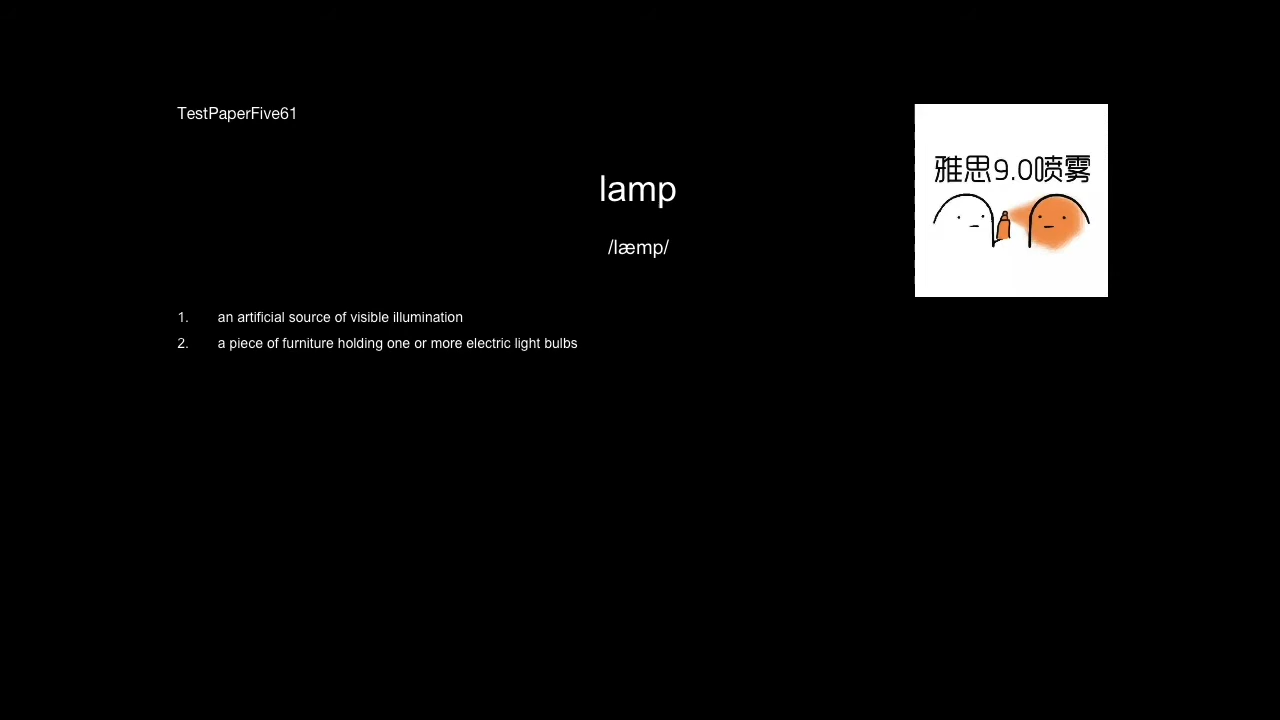 TestPaperFive61
雅思9.0喷雾
lamp
/læmp/
1. an artificial source of visible illumination
2. a piece of furniture holding one or more electric light bulbs